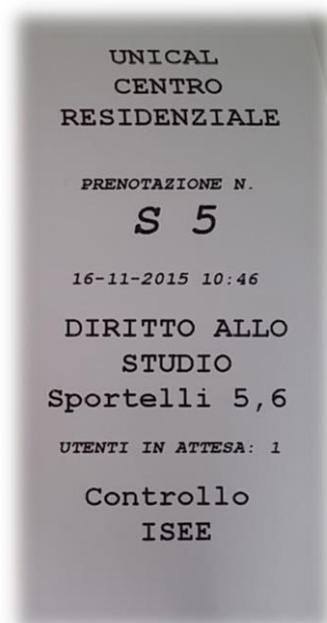 UNICAL
CENTRO
RESIDENZIALE
PRENOTAZIONE N.
S 5
16-11-2015 10:46
DIRITTO ALLO
STUDIO
Sportelli 5,6
UTENTI IN ATTESA: 1
Controllo
ISEE